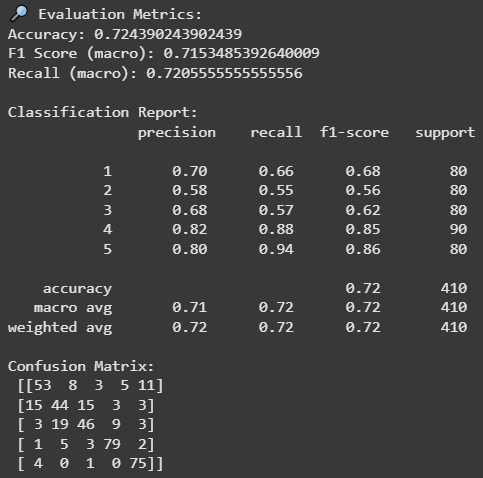 🔎 Evaluation Metrics:
Accuracy: 0.724390243902439
F1 Score (macro): 0.7153485392640009
Recall (macro): 0.7205555555555556
Classification Report:
precision recall f1-score support
1 0.70 0.66 0.68 80
2 0.58 0.55 0.56 80
3 0.68 0.57 0.62 80
4 0.82 0.88 0.85 90
5 0.80 0.94 0.86 80
accuracy 0.72 410
macro avg 0.71 0.72 0.72 410
weighted avg 0.72 0.72 0.72 410
Confusion Matrix:
[[53 8 3 5 11]
[15 44 15 3 3]
[ 3 19 46 9 3]
[ 1 5 3 79 2]
[ 4 0 1 0 75]]